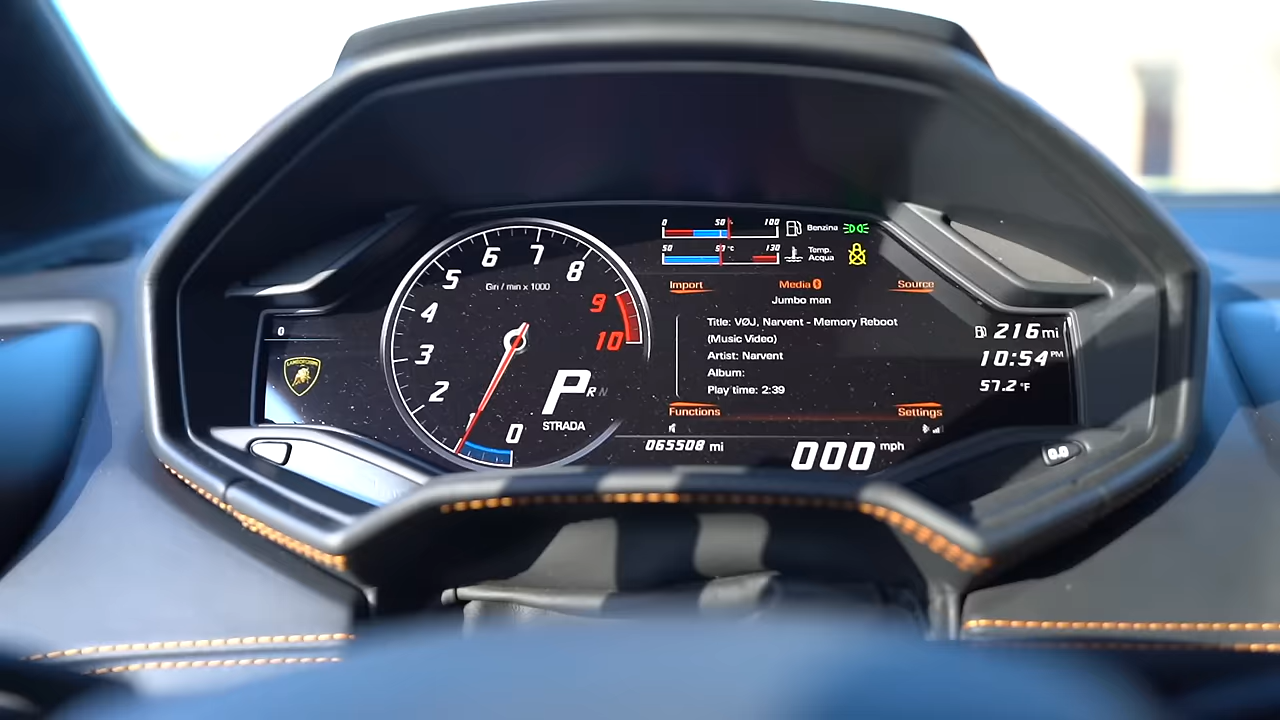 0 50 100 Benzina
50 90 °C 130 Temp.
Acqua
Import Media Source
Jumbo man
Title: VØJ, Narvent - Memory Reboot
(Music Video)
Artist: Narvent
Album:
Play time: 2:39
Functions Settings
0
LAMBORGHINI
0 1 2 3 4 5 6 7 8 9 10
Giri / min x 1000
P R N
STRADA
216 mi
10:54 PM
57.2 °F
065508 mi
000 mph
0.0